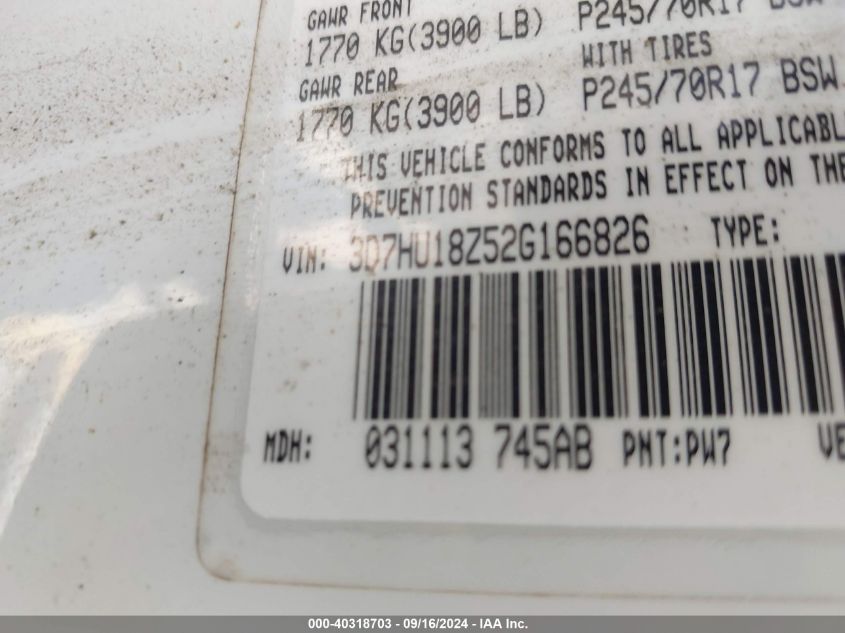 GAWR FRONT
1770 KG(3900 LB) P245/70R17 BSW
GAWR REAR WITH TIRES
1770 KG(3900 LB) P245/70R17 BSW
THIS VEHICLE CONFORMS TO ALL APPLICABL
PREVENTION STANDARDS IN EFFECT ON THE
VIN: 3D7HU18Z52G166826 TYPE:
MDH: 031113 745AB PNT:PW7 VE
000-40318703 - 09/16/2024 - IAA Inc.